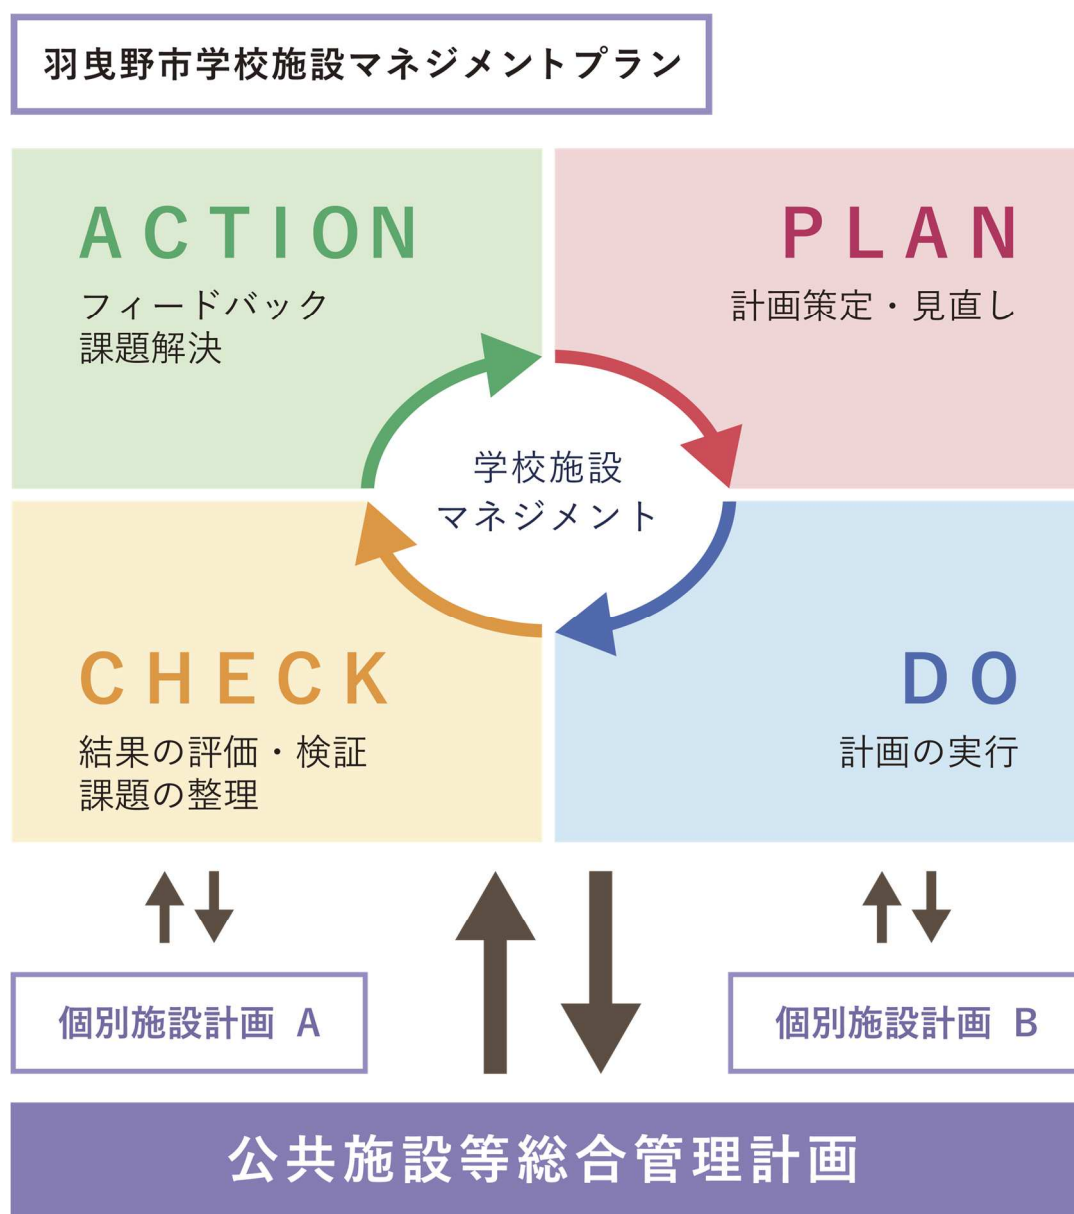 羽曳野市学校施設マネジメントプラン
ACTION
フィードバック
課題解決
PLAN
計画策定・見直し
学校施設
マネジメント
CHECK
結果の評価・検証
課題の整理
DO
計画の実行
個別施設計画 A
個別施設計画 B
公共施設等総合管理計画